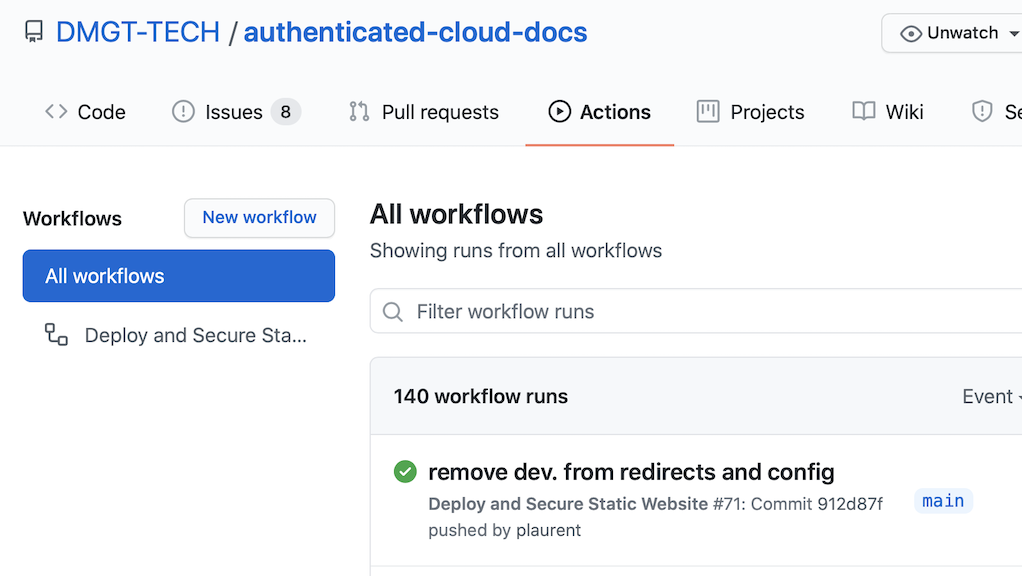 DMGT-TECH / authenticated-cloud-docs
Unwatch
Code
Issues 8
Pull requests
Actions
Projects
Wiki
Se
Workflows
New workflow
All workflows
Deploy and Secure Sta...
All workflows
Showing runs from all workflows
Filter workflow runs
140 workflow runs
Event
remove dev. from redirects and config
Deploy and Secure Static Website #71: Commit 912d87f
main
pushed by plaurent